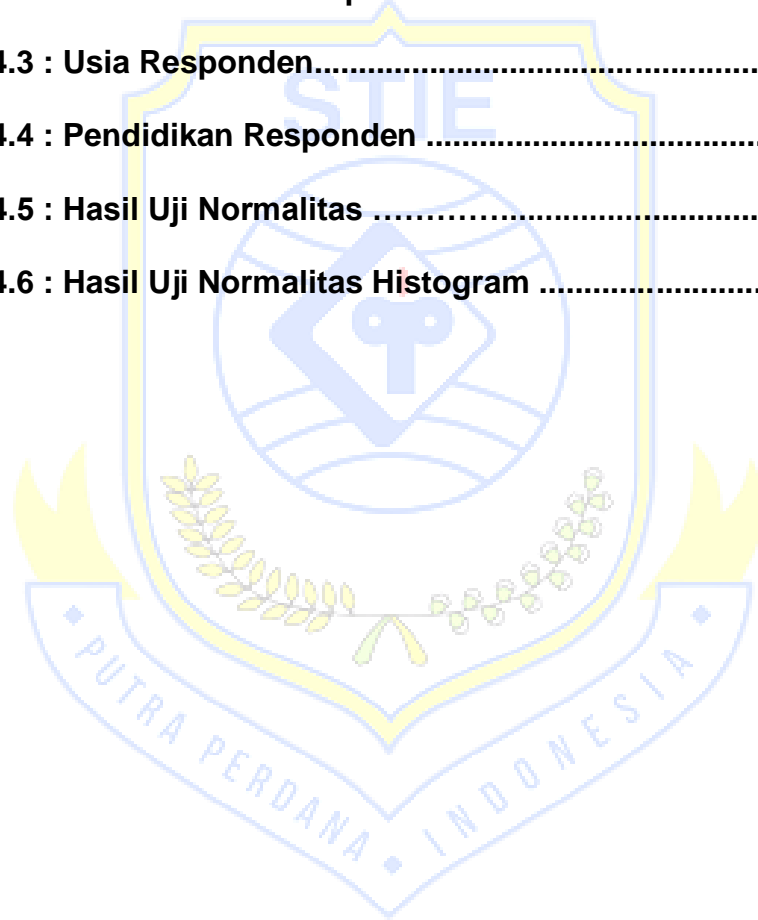 4.3 : Usia Responden..........................................................
4.4 : Pendidikan Responden ..........................................
4.5 : Hasil Uji Normalitas …………...............................
4.6 : Hasil Uji Normalitas Histogram ............................
STIE
PUTRA PERDANA INDONESIA